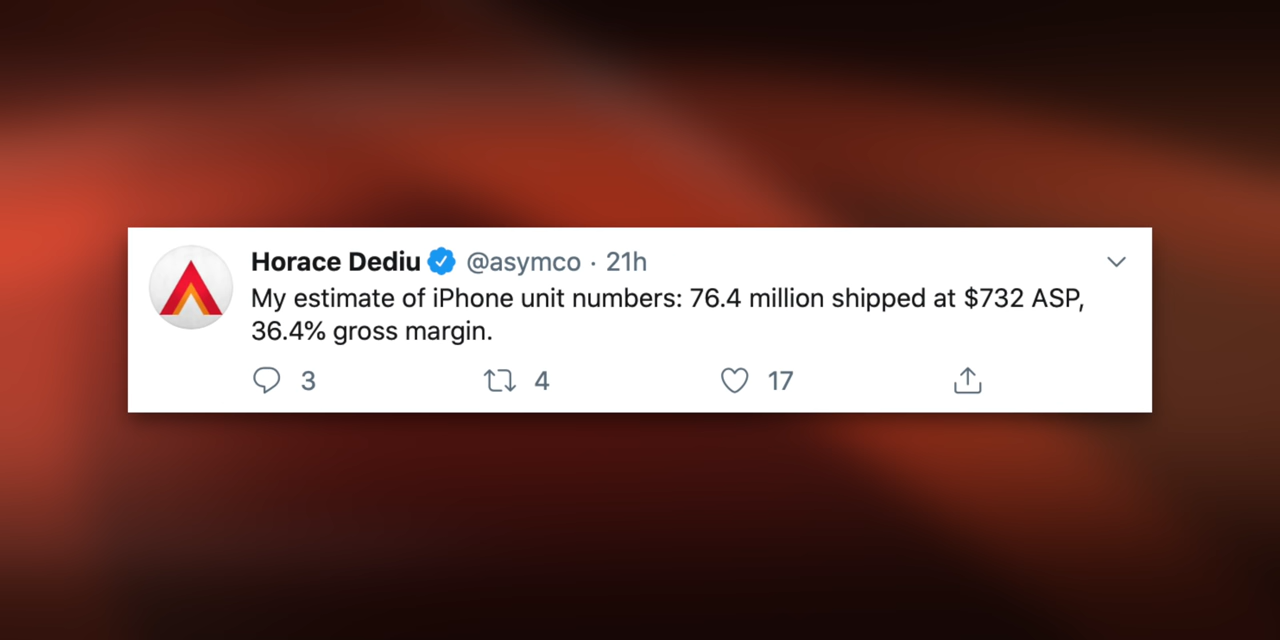 Horace Dediu @asymco · 21h
My estimate of iPhone unit numbers: 76.4 million shipped at $732 ASP,
36.4% gross margin.
3 4 17